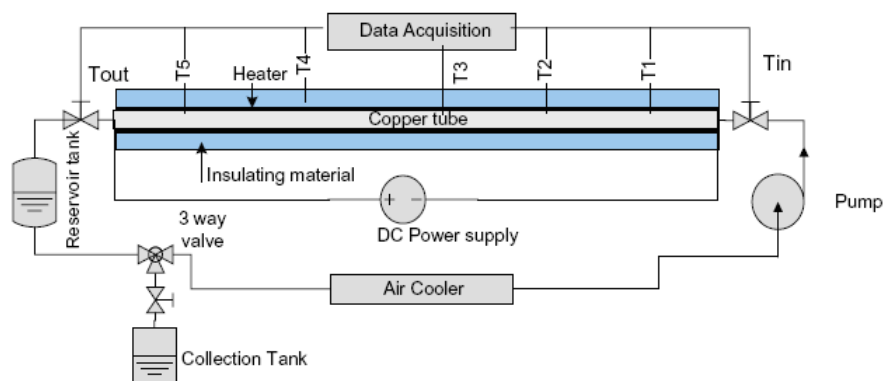 Data Acquisition
Tout
T5
Heater
T4
T3
T2
T1
Tin
Copper tube
Reservoir tank
Insulating material
+
-
3 way
valve
DC Power supply
Pump
Air Cooler
Collection Tank